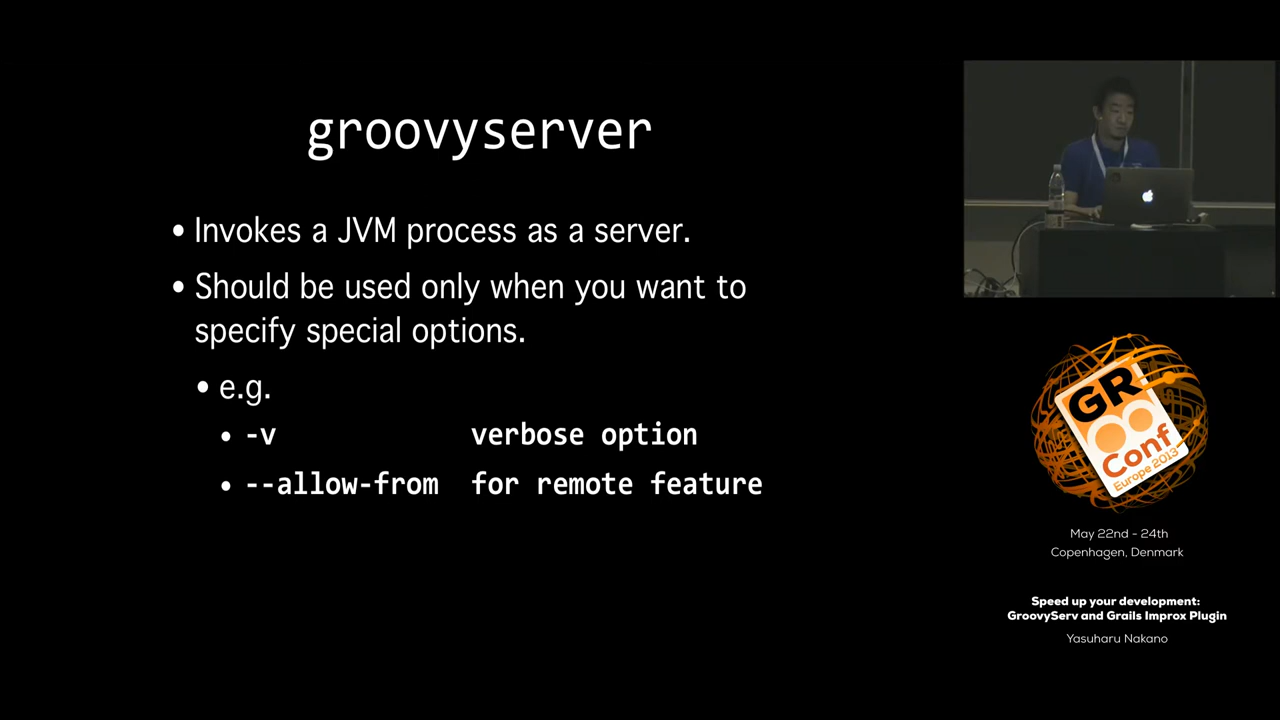 groovyserver
• Invokes a JVM process as a server.
• Should be used only when you want to
specify special options.
• e.g.
• -v verbose option
• --allow-from for remote feature
GR
Conf
Europe 2013
May 22nd - 24th
Copenhagen, Denmark
Speed up your development:
GroovyServ and Grails Improx Plugin
Yasuharu Nakano